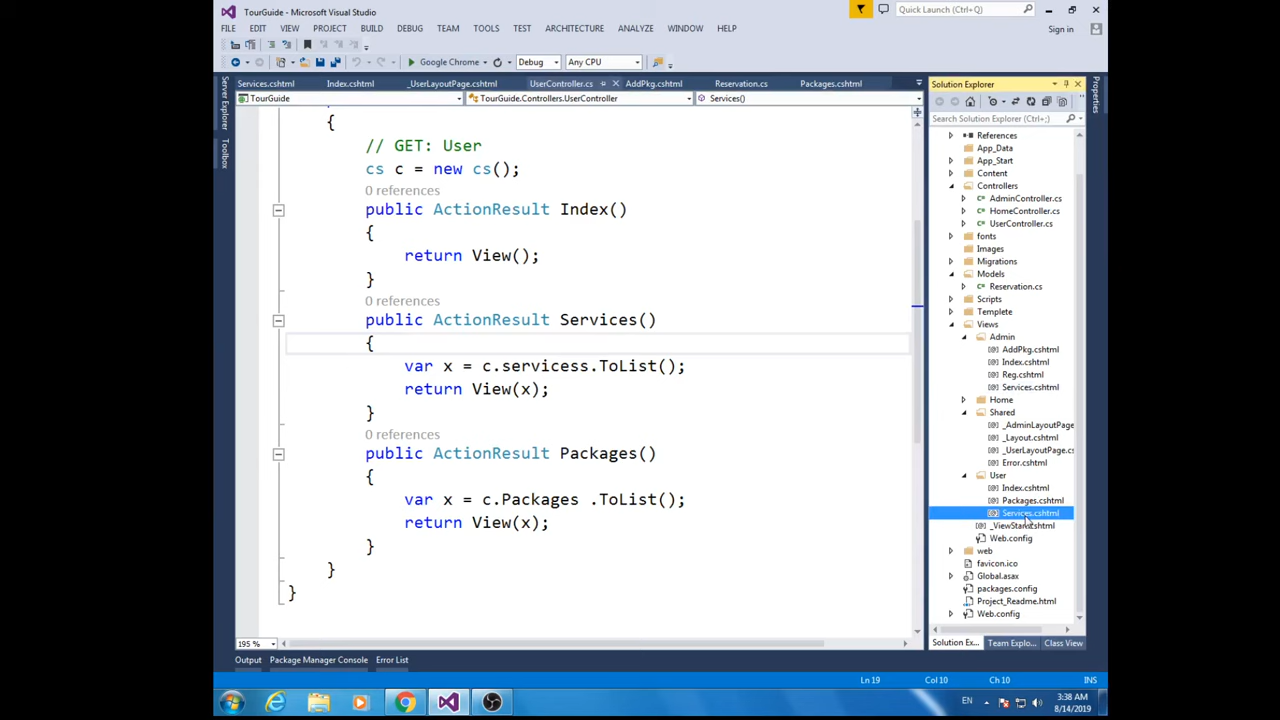 TourGuide - Microsoft Visual Studio
Quick Launch (Ctrl+Q)
FILE EDIT VIEW PROJECT BUILD DEBUG TEAM TOOLS TEST ARCHITECTURE ANALYZE WINDOW HELP
Sign in
Google Chrome Debug Any CPU
Services.cshtml Index.cshtml _UserLayoutPage.cshtml UserController.cs AddPkg.cshtml Reservation.cs Packages.cshtml
TourGuide TourGuide.Controllers.UserController Services()
Server Explorer
Toolbox
{
// GET: User
cs c = new cs();
0 references
public ActionResult Index()
{
return View();
}
0 references
public ActionResult Services()
{
var x = c.servicess.ToList();
return View(x);
}
0 references
public ActionResult Packages()
{
var x = c.Packages .ToList();
return View(x);
}
}
}
195 %
Solution Explorer
Search Solution Explorer (Ctrl+;)
References
App_Data
App_Start
Content
Controllers
AdminController.cs
HomeController.cs
UserController.cs
fonts
Images
Migrations
Models
Reservation.cs
Scripts
Templete
Views
Admin
AddPkg.cshtml
Index.cshtml
Reg.cshtml
Services.cshtml
Home
Shared
_AdminLayoutPage
_Layout.cshtml
_UserLayoutPage.cs
Error.cshtml
User
Index.cshtml
Packages.cshtml
Services.cshtml
_ViewStart.cshtml
Web.config
web
favicon.ico
Global.asax
packages.config
Project_Readme.html
Web.config
Solution Ex... Team Explo... Class View
Properties
Output Package Manager Console Error List
Ln 19 Col 10 Ch 10 INS
EN
3:38 AM
8/14/2019